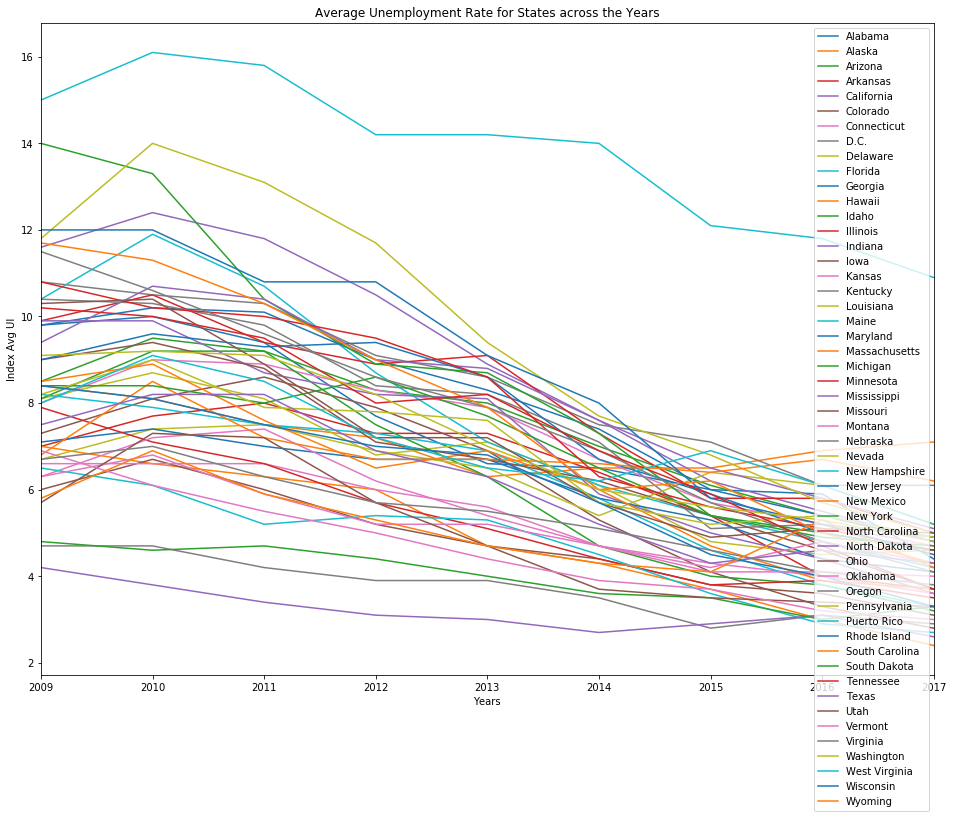 Average Unemployment Rate for States across the Years
Index Avg UI
16
14
12
10
8
6
4
2
2009
2010
2011
2012
2013
2014
2015
2016
2017
Years
Alabama
Alaska
Arizona
Arkansas
California
Colorado
Connecticut
D.C.
Delaware
Florida
Georgia
Hawaii
Idaho
Illinois
Indiana
Iowa
Kansas
Kentucky
Louisiana
Maine
Maryland
Massachusetts
Michigan
Minnesota
Mississippi
Missouri
Montana
Nebraska
Nevada
New Hampshire
New Jersey
New Mexico
New York
North Carolina
North Dakota
Ohio
Oklahoma
Oregon
Pennsylvania
Puerto Rico
Rhode Island
South Carolina
South Dakota
Tennessee
Texas
Utah
Vermont
Virginia
Washington
West Virginia
Wisconsin
Wyoming